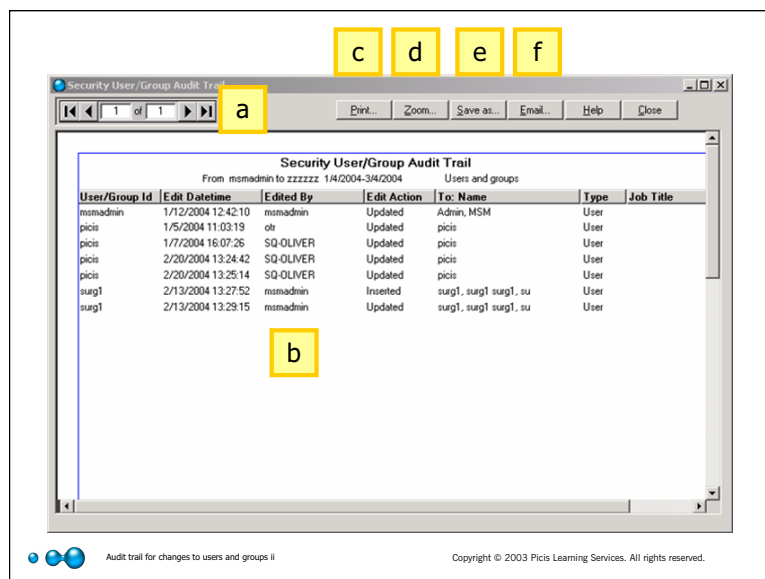 c d e f
Security User/Group Audit Trail
1 of 1 a Print... Zoom... Save as... Email... Help Close
Security User/Group Audit Trail
From msmadmin to zzzzzz 1/4/2004-3/4/2004 Users and groups
User/Group Id Edit Datetime Edited By Edit Action To: Name Type Job Title
msmadmin 1/12/2004 12:42:10 msmadmin Updated Admin, MSM User
picis 1/5/2004 11:03:19 otr Updated picis User
picis 1/7/2004 16:07:26 SQ-OLIVER Updated picis User
picis 2/20/2004 13:24:42 SQ-OLIVER Updated picis User
picis 2/20/2004 13:25:14 SQ-OLIVER Updated picis User
surg1 2/13/2004 13:27:52 msmadmin Inserted surg1, surg1 surg1, su User
surg1 2/13/2004 13:29:15 msmadmin Updated surg1, surg1 surg1, su User
b
Audit trail for changes to users and groups ii Copyright © 2003 Picis Learning Services. All rights reserved.